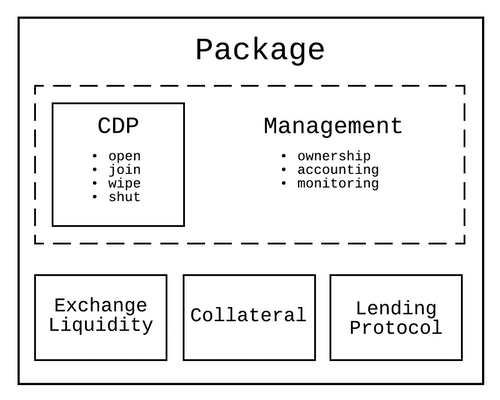 Package
CDP
• open
• join
• wipe
• shut
Management
• ownership
• accounting
• monitoring
Exchange
Liquidity
Collateral
Lending
Protocol